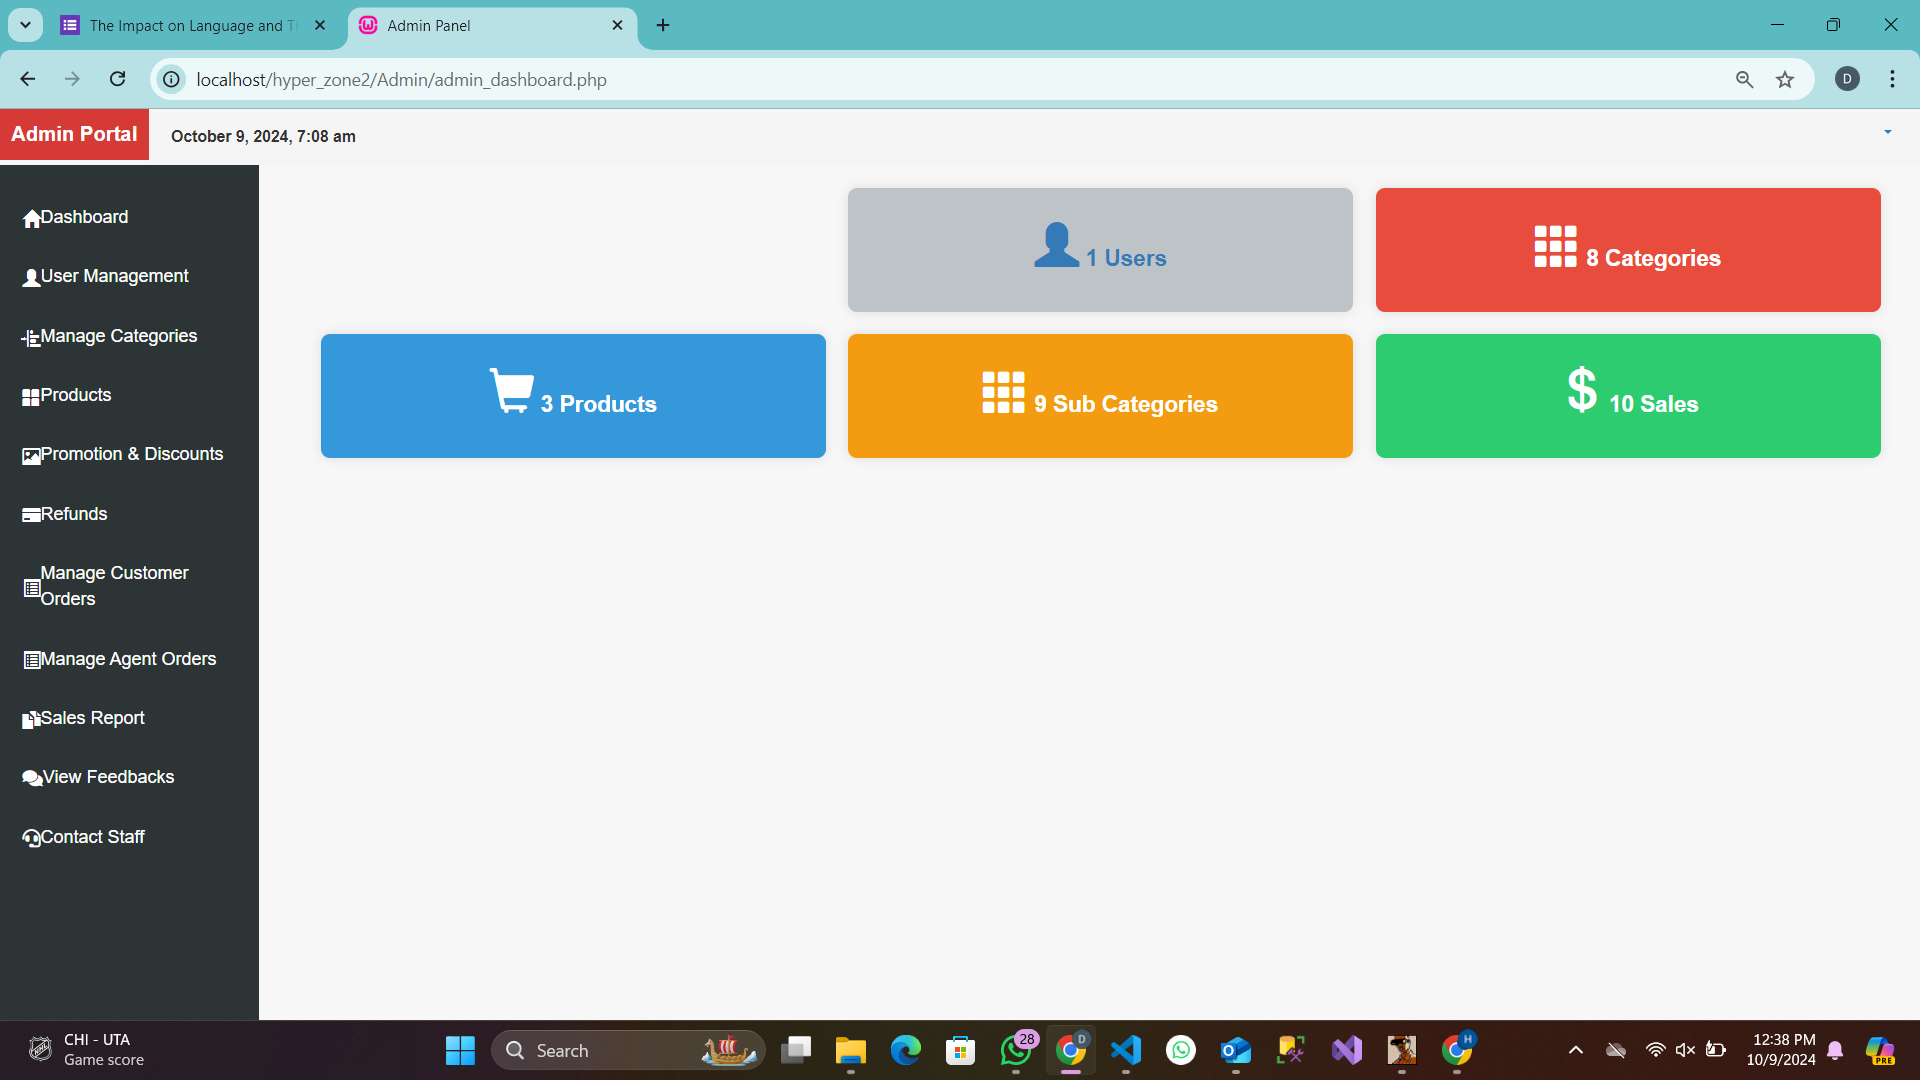 The Impact on Language and Th
Admin Panel
localhost/hyper_zone2/Admin/admin_dashboard.php
D
Admin Portal
October 9, 2024, 7:08 am
Dashboard
User Management
Manage Categories
Products
Promotion & Discounts
Refunds
Manage Customer
Orders
Manage Agent Orders
Sales Report
View Feedbacks
Contact Staff
1 Users
8 Categories
3 Products
9 Sub Categories
$ 10 Sales
CHI - UTA
Game score
Search
28
D
H
12:38 PM
10/9/2024
PRE